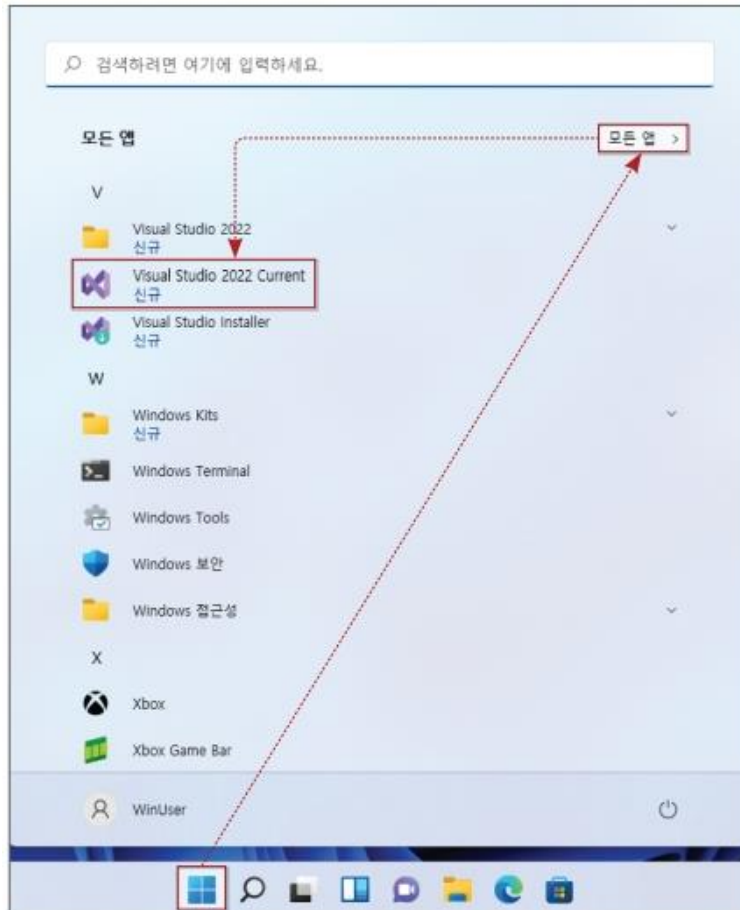 검색하려면 여기에 입력하세요.
모든 앱
모든 앱 >
V
Visual Studio 2022
신규
Visual Studio 2022 Current
신규
Visual Studio Installer
신규
W
Windows Kits
신규
Windows Terminal
Windows Tools
Windows 보안
Windows 접근성
X
Xbox
Xbox Game Bar
WinUser